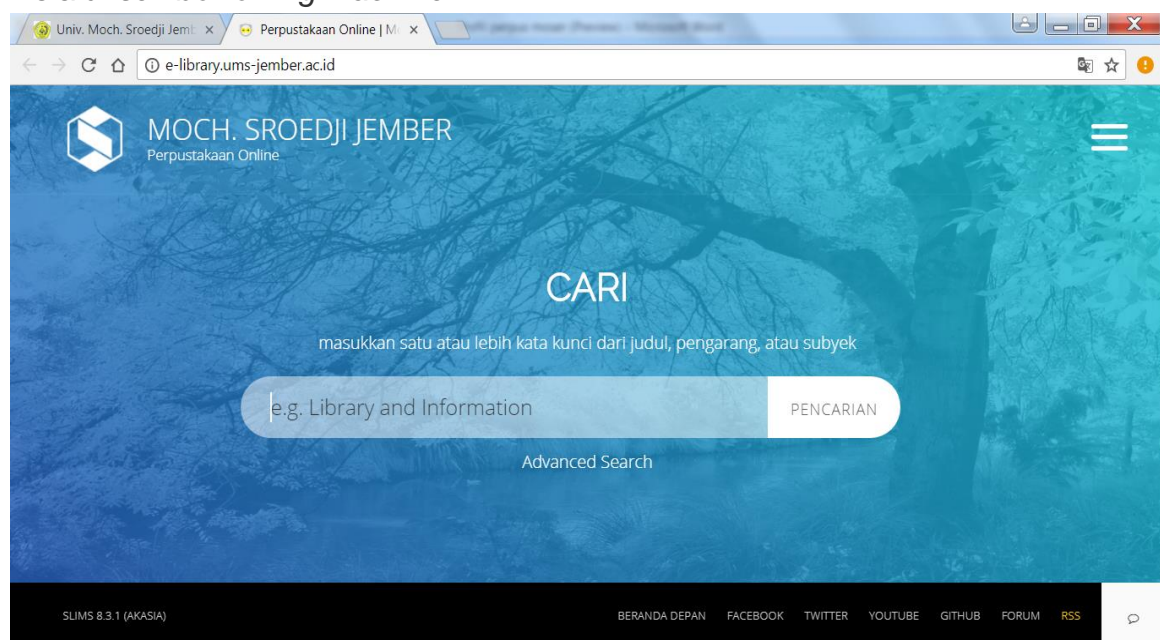 Univ. Moch. Sroedji Jemb
Perpustakaan Online | M
e-library.ums-jember.ac.id
MOCH. SROEDJI JEMBER
Perpustakaan Online
CARI
masukkan satu atau lebih kata kunci dari judul, pengarang, atau subyek
e.g. Library and Information
PENCARIAN
Advanced Search
SLIMS 8.3.1 (AKASIA)
BERANDA DEPAN FACEBOOK TWITTER YOUTUBE GITHUB FORUM RSS